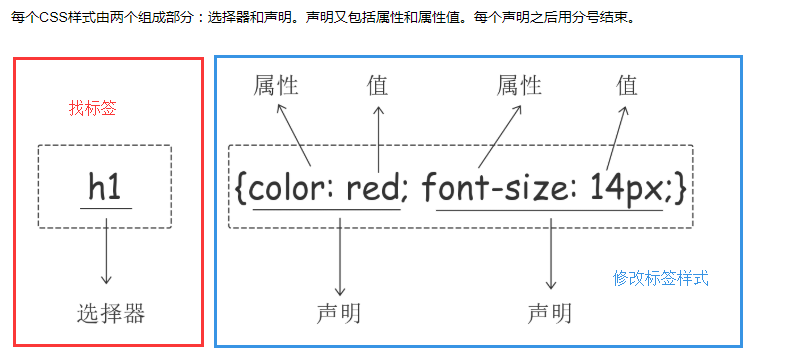 每个CSS样式由两个组成部分：选择器和声明。声明又包括属性和属性值。每个声明之后用分号结束。
找标签
h1
选择器
属性 值 属性 值
{color: red; font-size: 14px;}
声明 声明
修改标签样式